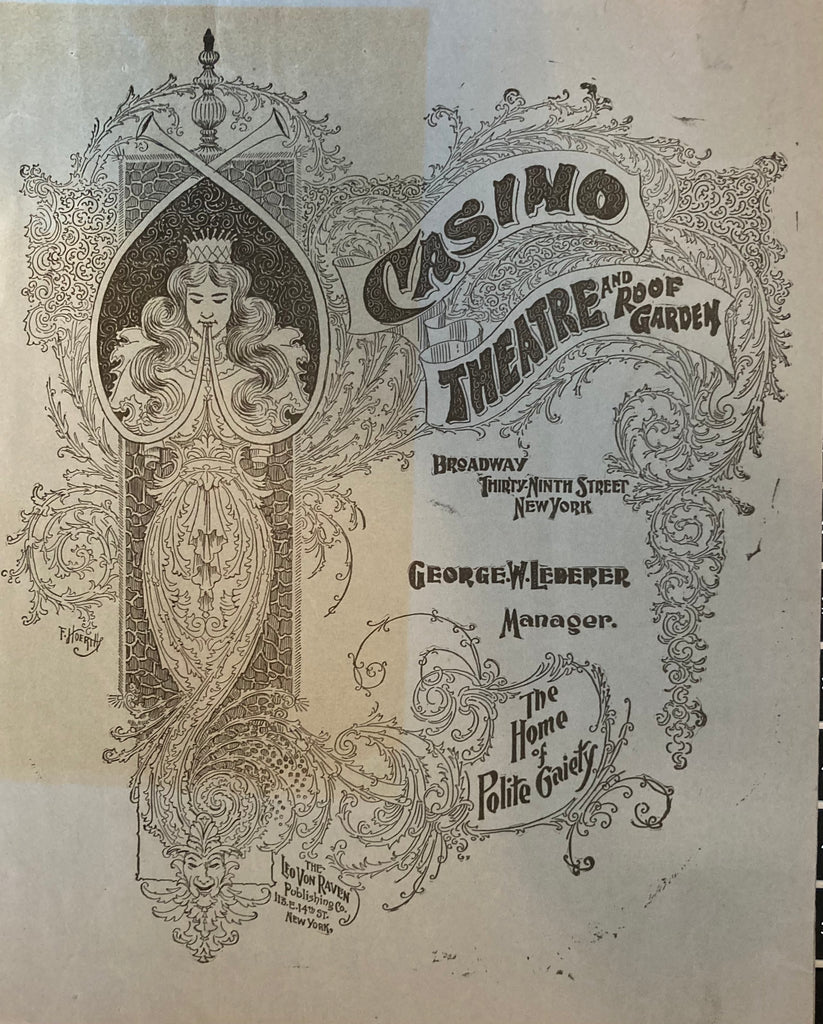 CASINO
THEATRE AND ROOF GARDEN
BROADWAY
THIRTY-NINTH STREET
NEW YORK
GEORGE.W.LEDERER
Manager.
The
Home
of
Polite Gaiety
F. HOERTH
THE
LEO VON RAVEN
Publishing Co.
113.E.14TH ST.
NEW YORK,